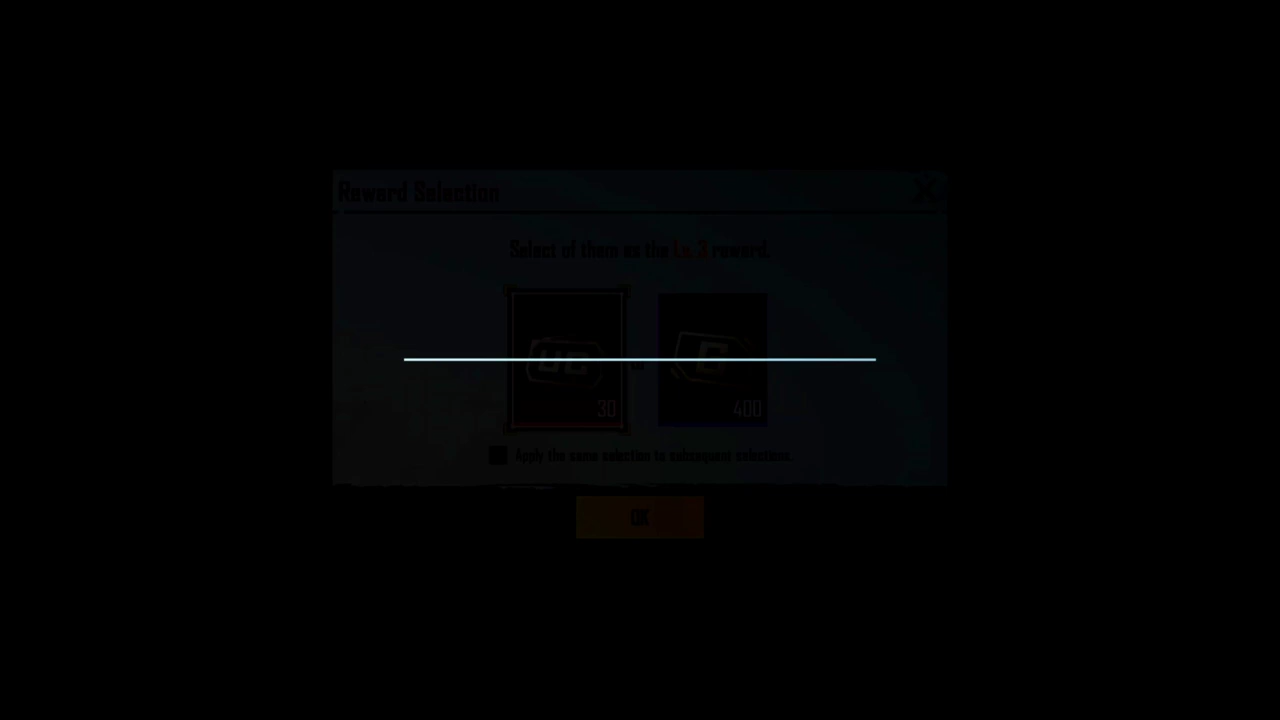 Reward Selection
X
Select of them as the Lv. 3 reward.
UC
30
400
Apply the same selection to subsequent selections.
OK